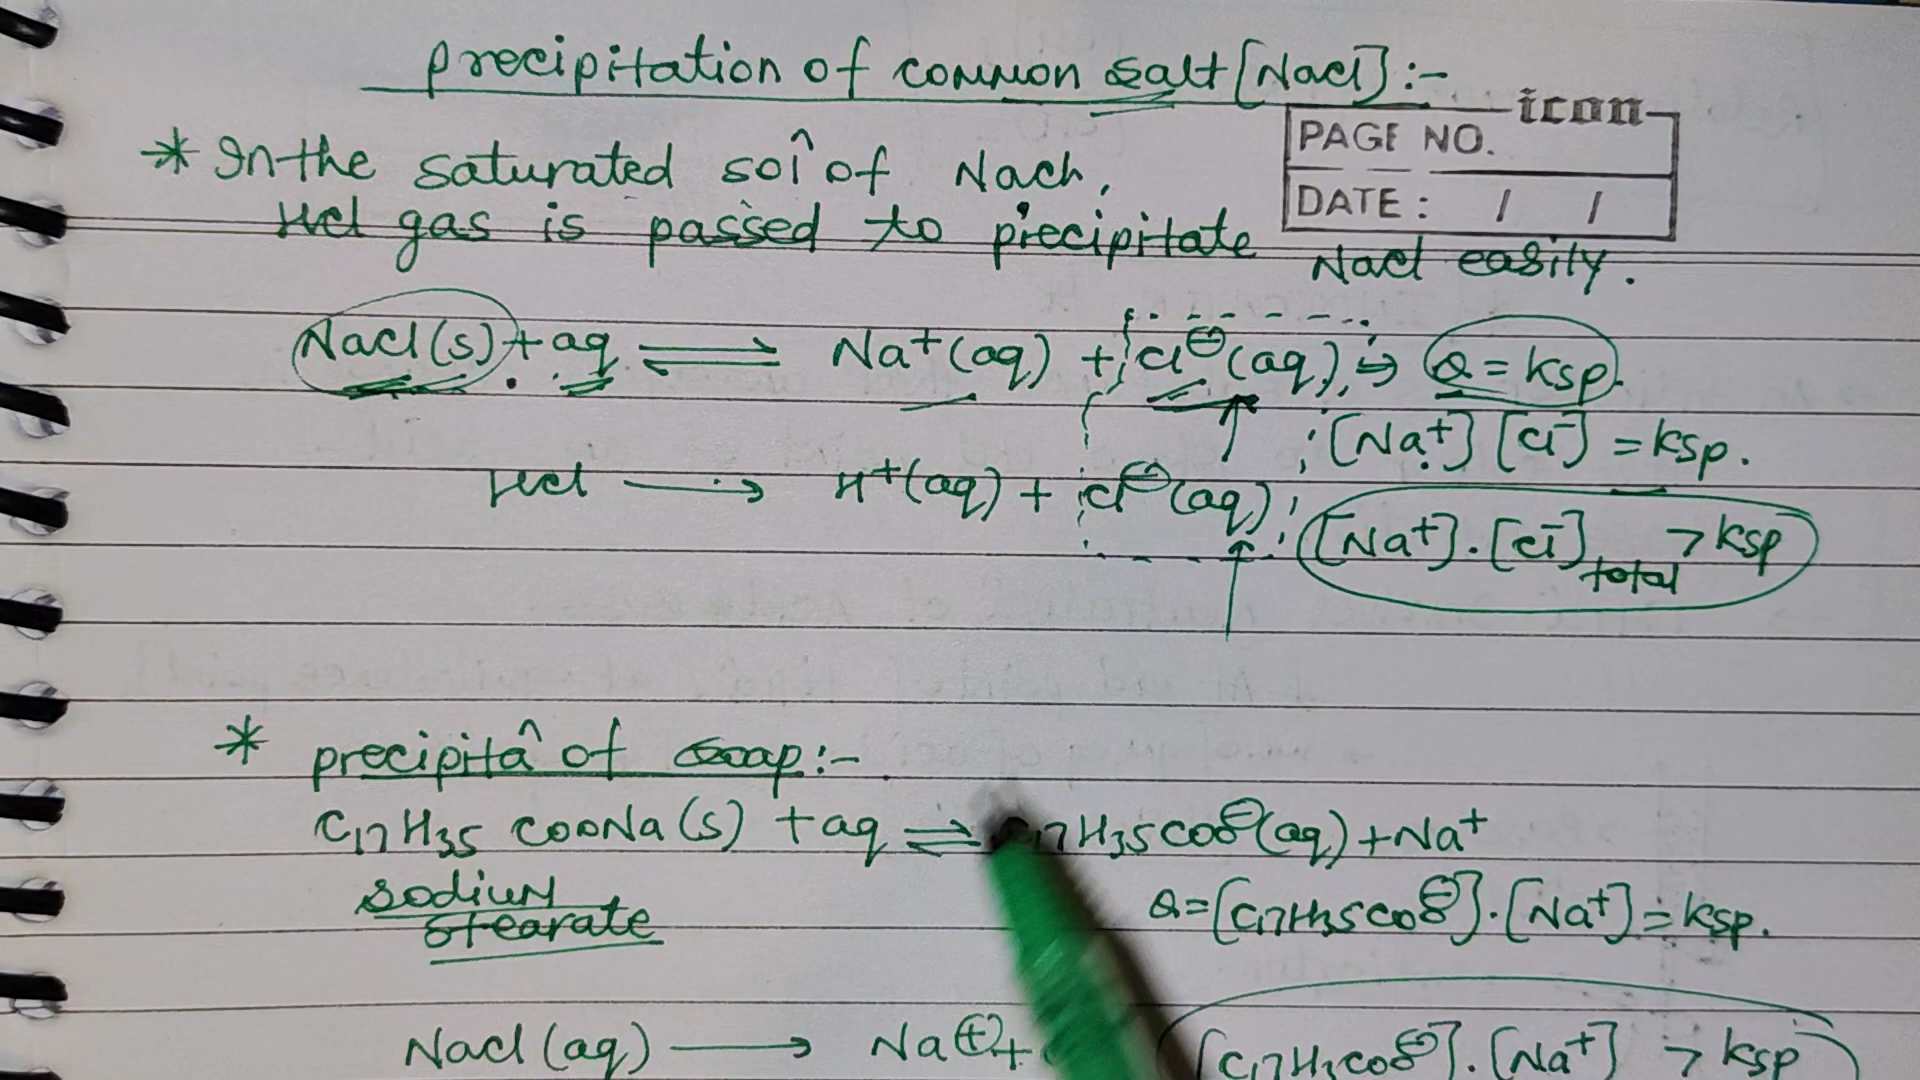 precipitation of common salt [NaCl] :-
icon
PAGE NO.
DATE : / /
* In the saturated sol^n of NaCl,
HCl gas is passed to precipitate NaCl easily.
NaCl(s) + aq ⇌ Na+(aq) + Cl⊖(aq) , ⇒ Q = Ksp.
; [Na+] [Cl-] = Ksp.
HCl ⟶ H+(aq) + Cl⊖(aq)
[Na+] . [Cl-] total > Ksp
* precipita^n of soap :-
C17H35 COONa(s) + aq ⇌ C17H35COO⊖(aq) + Na+
sodium
stearate
Q = [C17H35COO⊖] . [Na+] = Ksp.
NaCl (aq) ⟶ Na⊕ +
[C17H35COO⊖] . [Na+] > Ksp